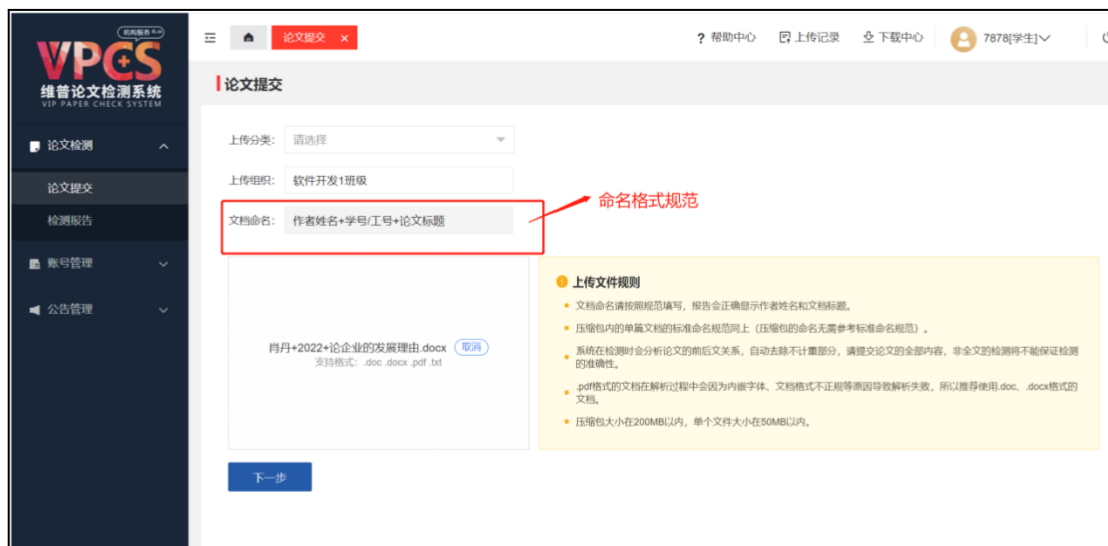 机构服务 6.0
VPCS
维普论文检测系统
VIP PAPER CHECK SYSTEM
论文提交 ×
? 帮助中心 上传记录 下载中心 7878[学生]
论文提交
论文检测
论文提交
检测报告
账号管理
公告管理
上传分类: 请选择
上传组织: 软件开发1班级
文档命名: 作者姓名+学号/工号+论文标题
命名格式规范
肖丹+2022+论企业的发展理由.docx 取消
支持格式: .doc .docx .pdf .txt
上传文件规则
文档命名请按照规范填写，报告会正确显示作者姓名和文档标题。
压缩包内的单篇文档的标准命名规范同上（压缩包的命名无需参考标准命名规范）。
系统在检测时会分析论文的前后文关系，自动去除不计重部分，请提交论文的全部内容，非全文的检测将不能保证检测
的准确性。
.pdf格式的文档在解析过程中会因为内嵌字体、文档格式不正规等原因导致解析失败，所以推荐使用.doc、.docx格式的
文档。
压缩包大小在200MB以内，单个文件大小在50MB以内。
下一步